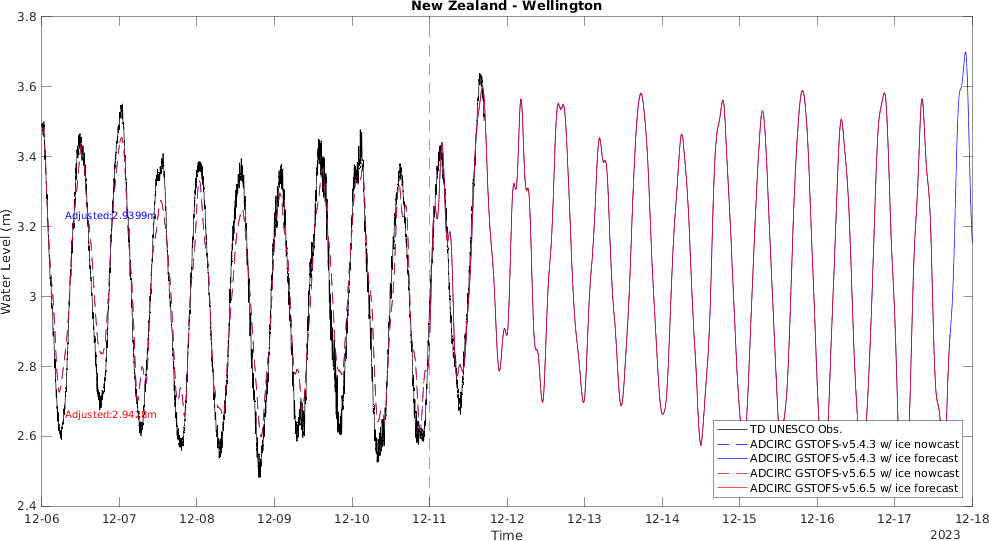 New Zealand - Wellington
3.8
3.6
3.4
3.2
3
2.8
2.6
2.4
Water Level (m)
Adjusted:2.9399m
Adjusted:2.9428m
TD UNESCO Obs.
ADCIRC GSTOFS-v5.4.3 w/ ice nowcast
ADCIRC GSTOFS-v5.4.3 w/ ice forecast
ADCIRC GSTOFS-v5.6.5 w/ ice nowcast
ADCIRC GSTOFS-v5.6.5 w/ ice forecast
12-06 12-07 12-08 12-09 12-10 12-11 12-12 12-13 12-14 12-15 12-16 12-17 12-18
Time
2023